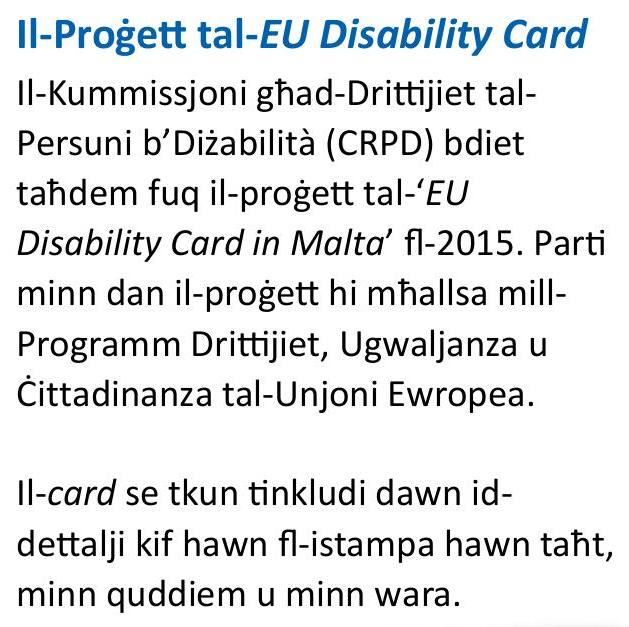 Il-Proġett tal-EU Disability Card
Il-Kummissjoni għad-Drittijiet tal-
Persuni b’Diżabilità (CRPD) bdiet
taħdem fuq il-proġett tal-‘EU
Disability Card in Malta’ fl-2015. Parti
minn dan il-proġett hi mħallsa mill-
Programm Drittijiet, Ugwaljanza u
Ċittadinanza tal-Unjoni Ewropea.
Il-card se tkun tinkludi dawn id-
dettalji kif hawn fl-istampa hawn taħt,
minn quddiem u minn wara.